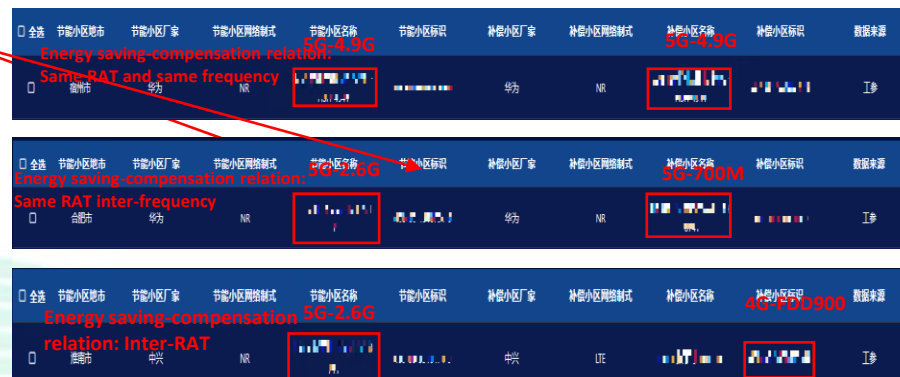 全选 节能小区地市 节能小区厂家 节能小区网络制式 节能小区名称 节能小区标识 补偿小区厂家 补偿小区网络制式 补偿小区名称 补偿小区标识 数据来源
5G-4.9G 5G-4.9G
Energy saving-compensation relation:
Same RAT and same frequency
宿州市 华为 NR 华为 NR 工参
全选 节能小区地市 节能小区厂家 节能小区网络制式 节能小区名称 节能小区标识 补偿小区厂家 补偿小区网络制式 补偿小区名称 补偿小区标识 数据来源
5G-2.6G 5G-700M
Energy saving-compensation relation:
Same RAT inter-frequency
合肥市 华为 NR 华为 NR 工参
全选 节能小区地市 节能小区厂家 节能小区网络制式 节能小区名称 节能小区标识 补偿小区厂家 补偿小区网络制式 补偿小区名称 补偿小区标识 数据来源
5G-2.6G 4G-FDD900
Energy saving-compensation
relation: Inter-RAT
淮南市 中兴 NR 中兴 LTE 工参